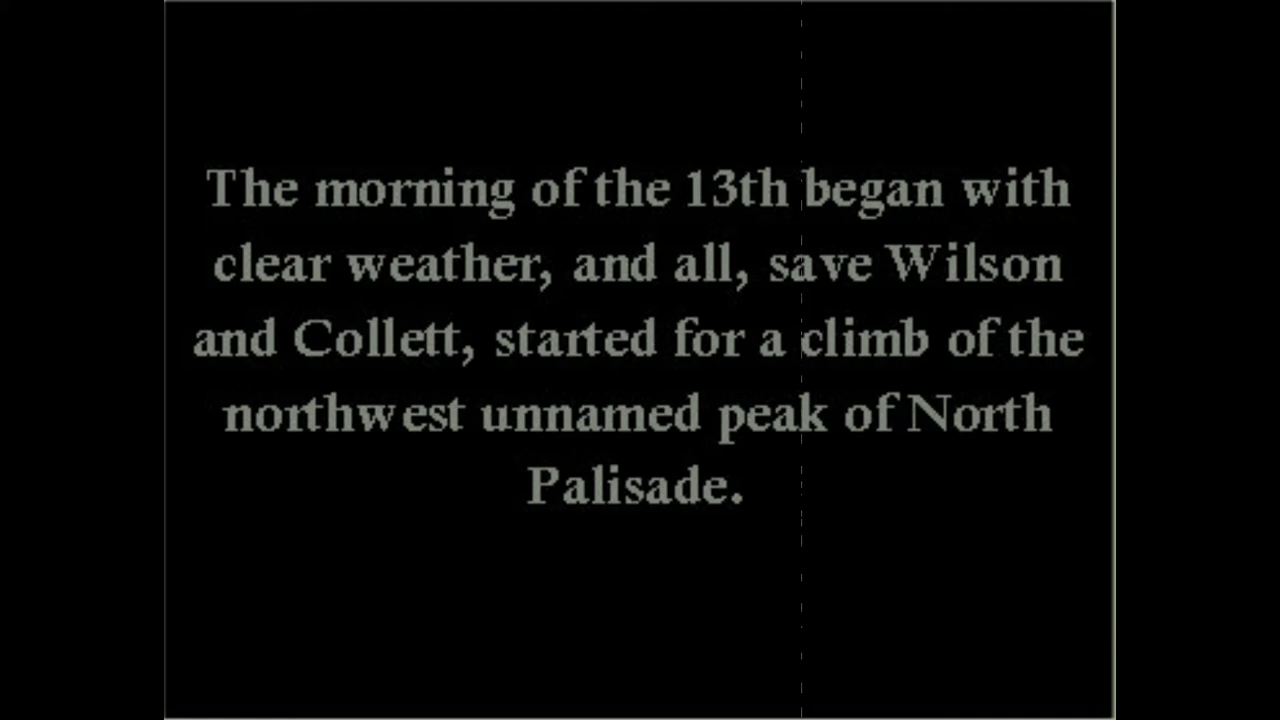 The morning of the 13th began with
clear weather, and all, save Wilson
and Collett, started for a climb of the
northwest unnamed peak of North
Palisade.